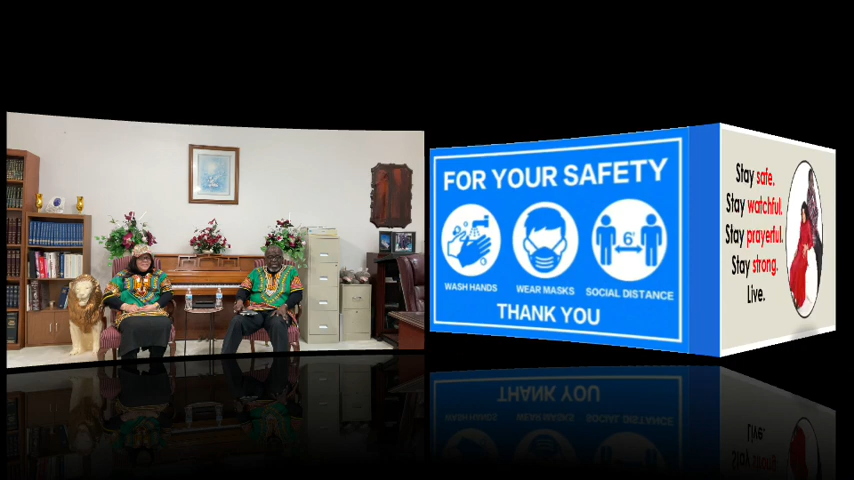 FOR YOUR SAFETY
6'
WASH HANDS
WEAR MASKS
SOCIAL DISTANCE
THANK YOU
Stay safe.
Stay watchful.
Stay prayerful.
Stay strong.
Live.